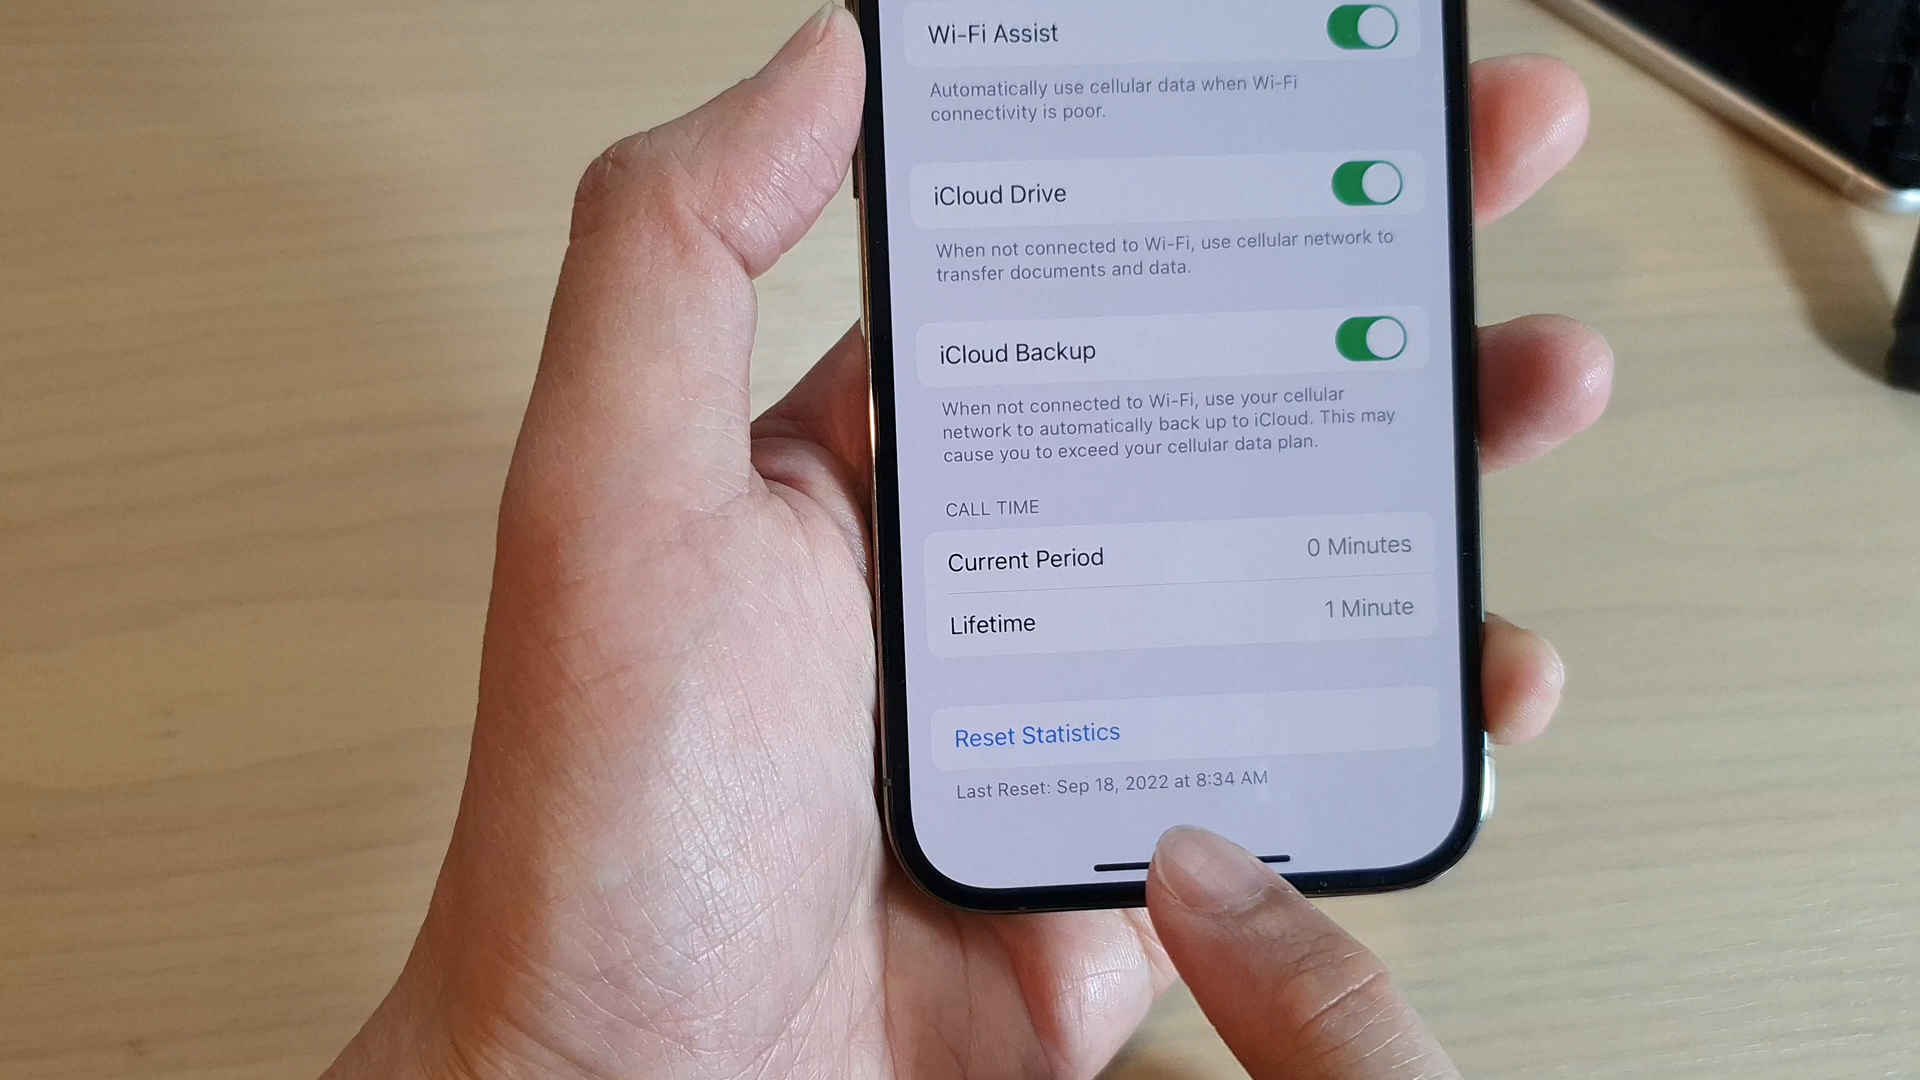 Wi-Fi Assist
Automatically use cellular data when Wi-Fi
connectivity is poor.
iCloud Drive
When not connected to Wi-Fi, use cellular network to
transfer documents and data.
iCloud Backup
When not connected to Wi-Fi, use your cellular
network to automatically back up to iCloud. This may
cause you to exceed your cellular data plan.
CALL TIME
Current Period 0 Minutes
Lifetime 1 Minute
Reset Statistics
Last Reset: Sep 18, 2022 at 8:34 AM